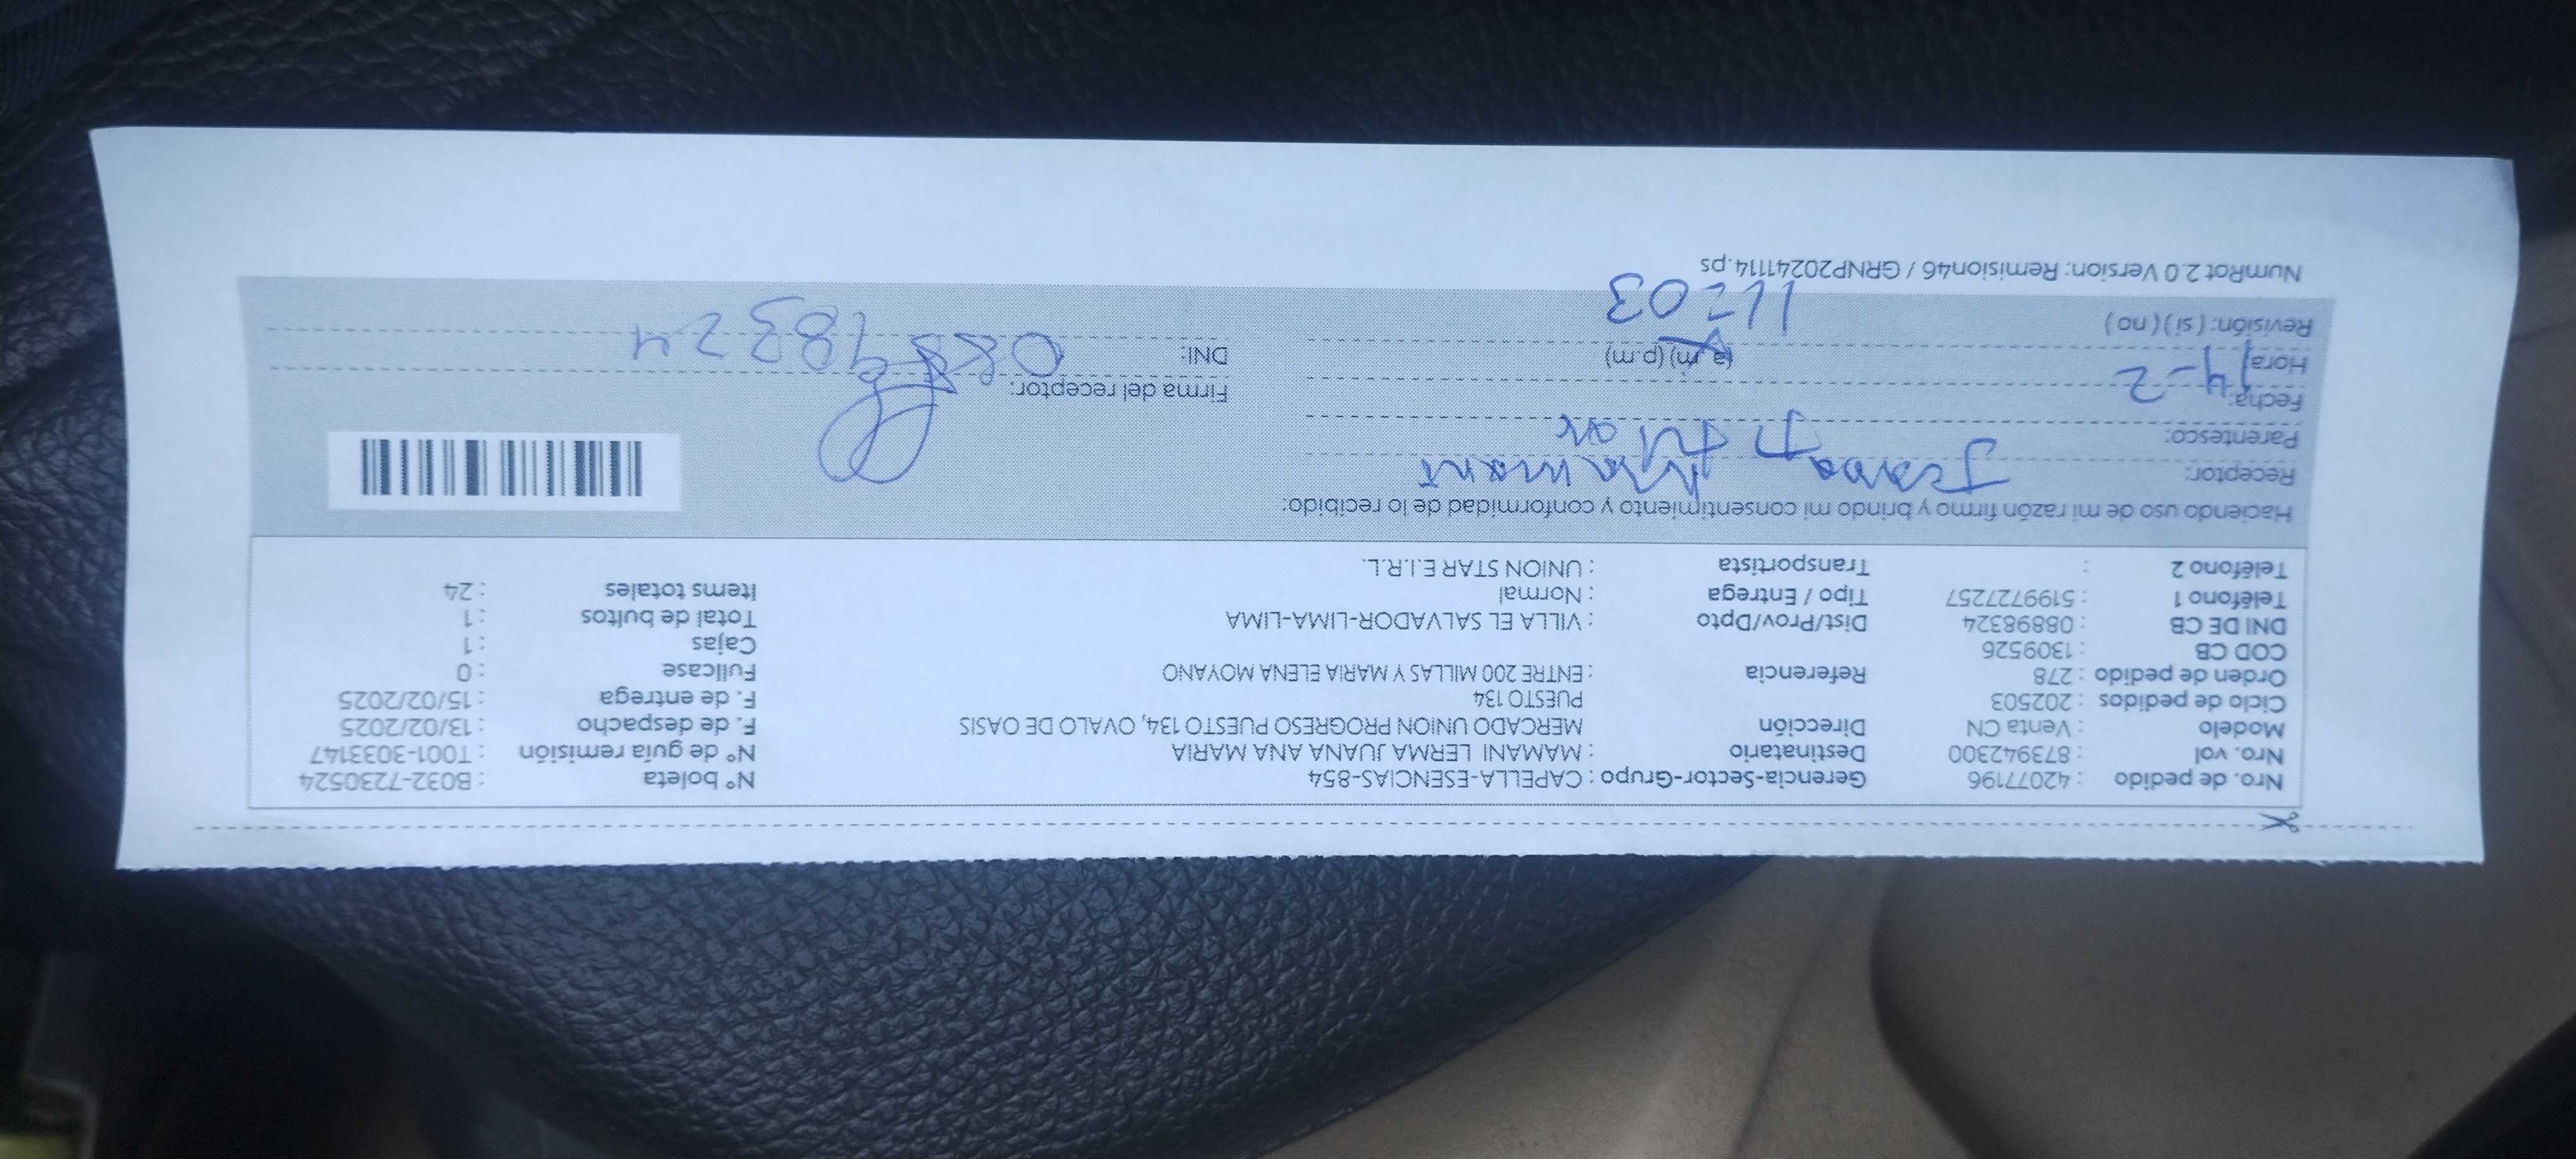 Nro. de pedido : 42077196 Gerencia-Sector-Grupo : CAPELLA-ESENCIAS-854 N° boleta : B032-7230524
Nro. vol : 873942300 Destinatario : MAMANI LERMA JUANA ANA MARIA N° de guía remisión : T001-3033147
Modelo : Venta CN Dirección MERCADO UNION PROGRESO PUESTO 134, OVALO DE OASIS F. de despacho : 13/02/2025
Ciclo de pedidos : 202503 PUESTO 134 F. de entrega : 15/02/2025
Orden de pedido : 278 Referencia : ENTRE 200 MILLAS Y MARIA ELENA MOYANO Fullcase : 0
COD CB : 1309526 Cajas : 1
DNI DE CB : 08898324 Dist/Prov/Dpto : VILLA EL SALVADOR-LIMA-LIMA Total de bultos : 1
Teléfono 1 : 51997277257 Tipo / Entrega : Normal Items totales : 24
Teléfono 2 : Transportista : UNION STAR E.I.R.L.
Haciendo uso de mi razón firmo y brindo mi consentimiento y conformidad de lo recibido:
Receptor: Juana Mamani
Parentesco: Titular
Fecha: 14-2 Firma del receptor:
Hora: (a.m) (p.m) DNI: 08898324
Revisión: ( si ) ( no ) 11:03
NumRot 2.0 Version: Remision46 / GRNP20241114.ps